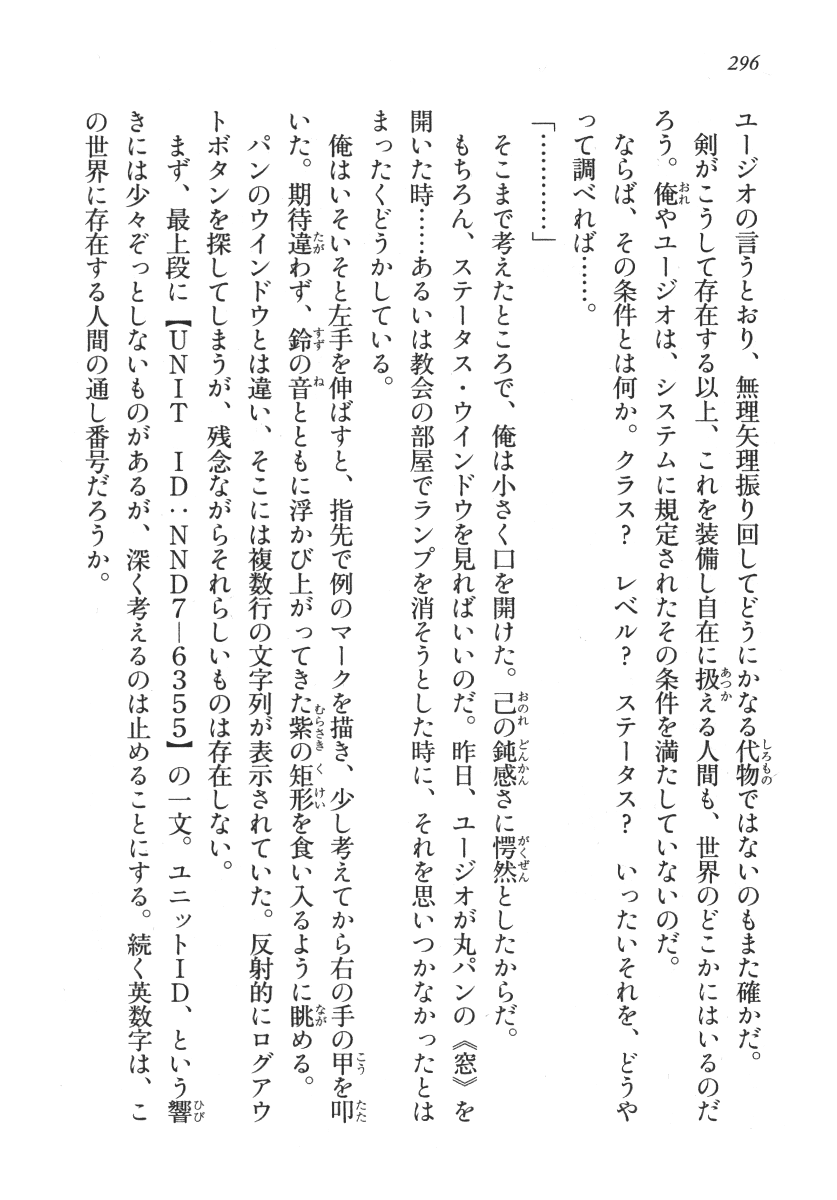 296
ユージオの言うとおり、無理矢理振り回してどうにかなる代物ではないのもまた確かだ。
剣がこうして存在する以上、これを装備し自在に扱える人間も、世界のどこかにはいるのだ
ろう。俺やユージオは、システムに規定されたその条件を満たしていないのだ。
ならば、その条件とは何か。クラス？　レベル？　ステータス？　いったいそれを、どうや
って調べれば……。
「…………」
そこまで考えたところで、俺は小さく口を開けた。己の鈍感さに愕然としたからだ。
もちろん、ステータス・ウインドウを見ればいいのだ。昨日、ユージオが丸パンの《窓》を
開いた時……あるいは教会の部屋でランプを消そうとした時に、それを思いつかなかったとは
まったくどうかしている。
俺はいそいそと左手を伸ばすと、指先で例のマークを描き、少し考えてから右の手の甲を叩
いた。期待違わず、鈴の音とともに浮かび上がってきた紫の矩形を食い入るように眺める。
パンのウインドウとは違い、そこには複数行の文字列が表示されていた。反射的にログアウ
トボタンを探してしまうが、残念ながらそれらしいものは存在しない。
まず、最上段に【ＵＮＩＴ　ＩＤ：ＮＮＤ７―６３５５】の一文。ユニットＩＤ、という響
きには少々ぞっとしないものがあるが、深く考えるのは止めることにする。続く英数字は、こ
の世界に存在する人間の通し番号だろうか。